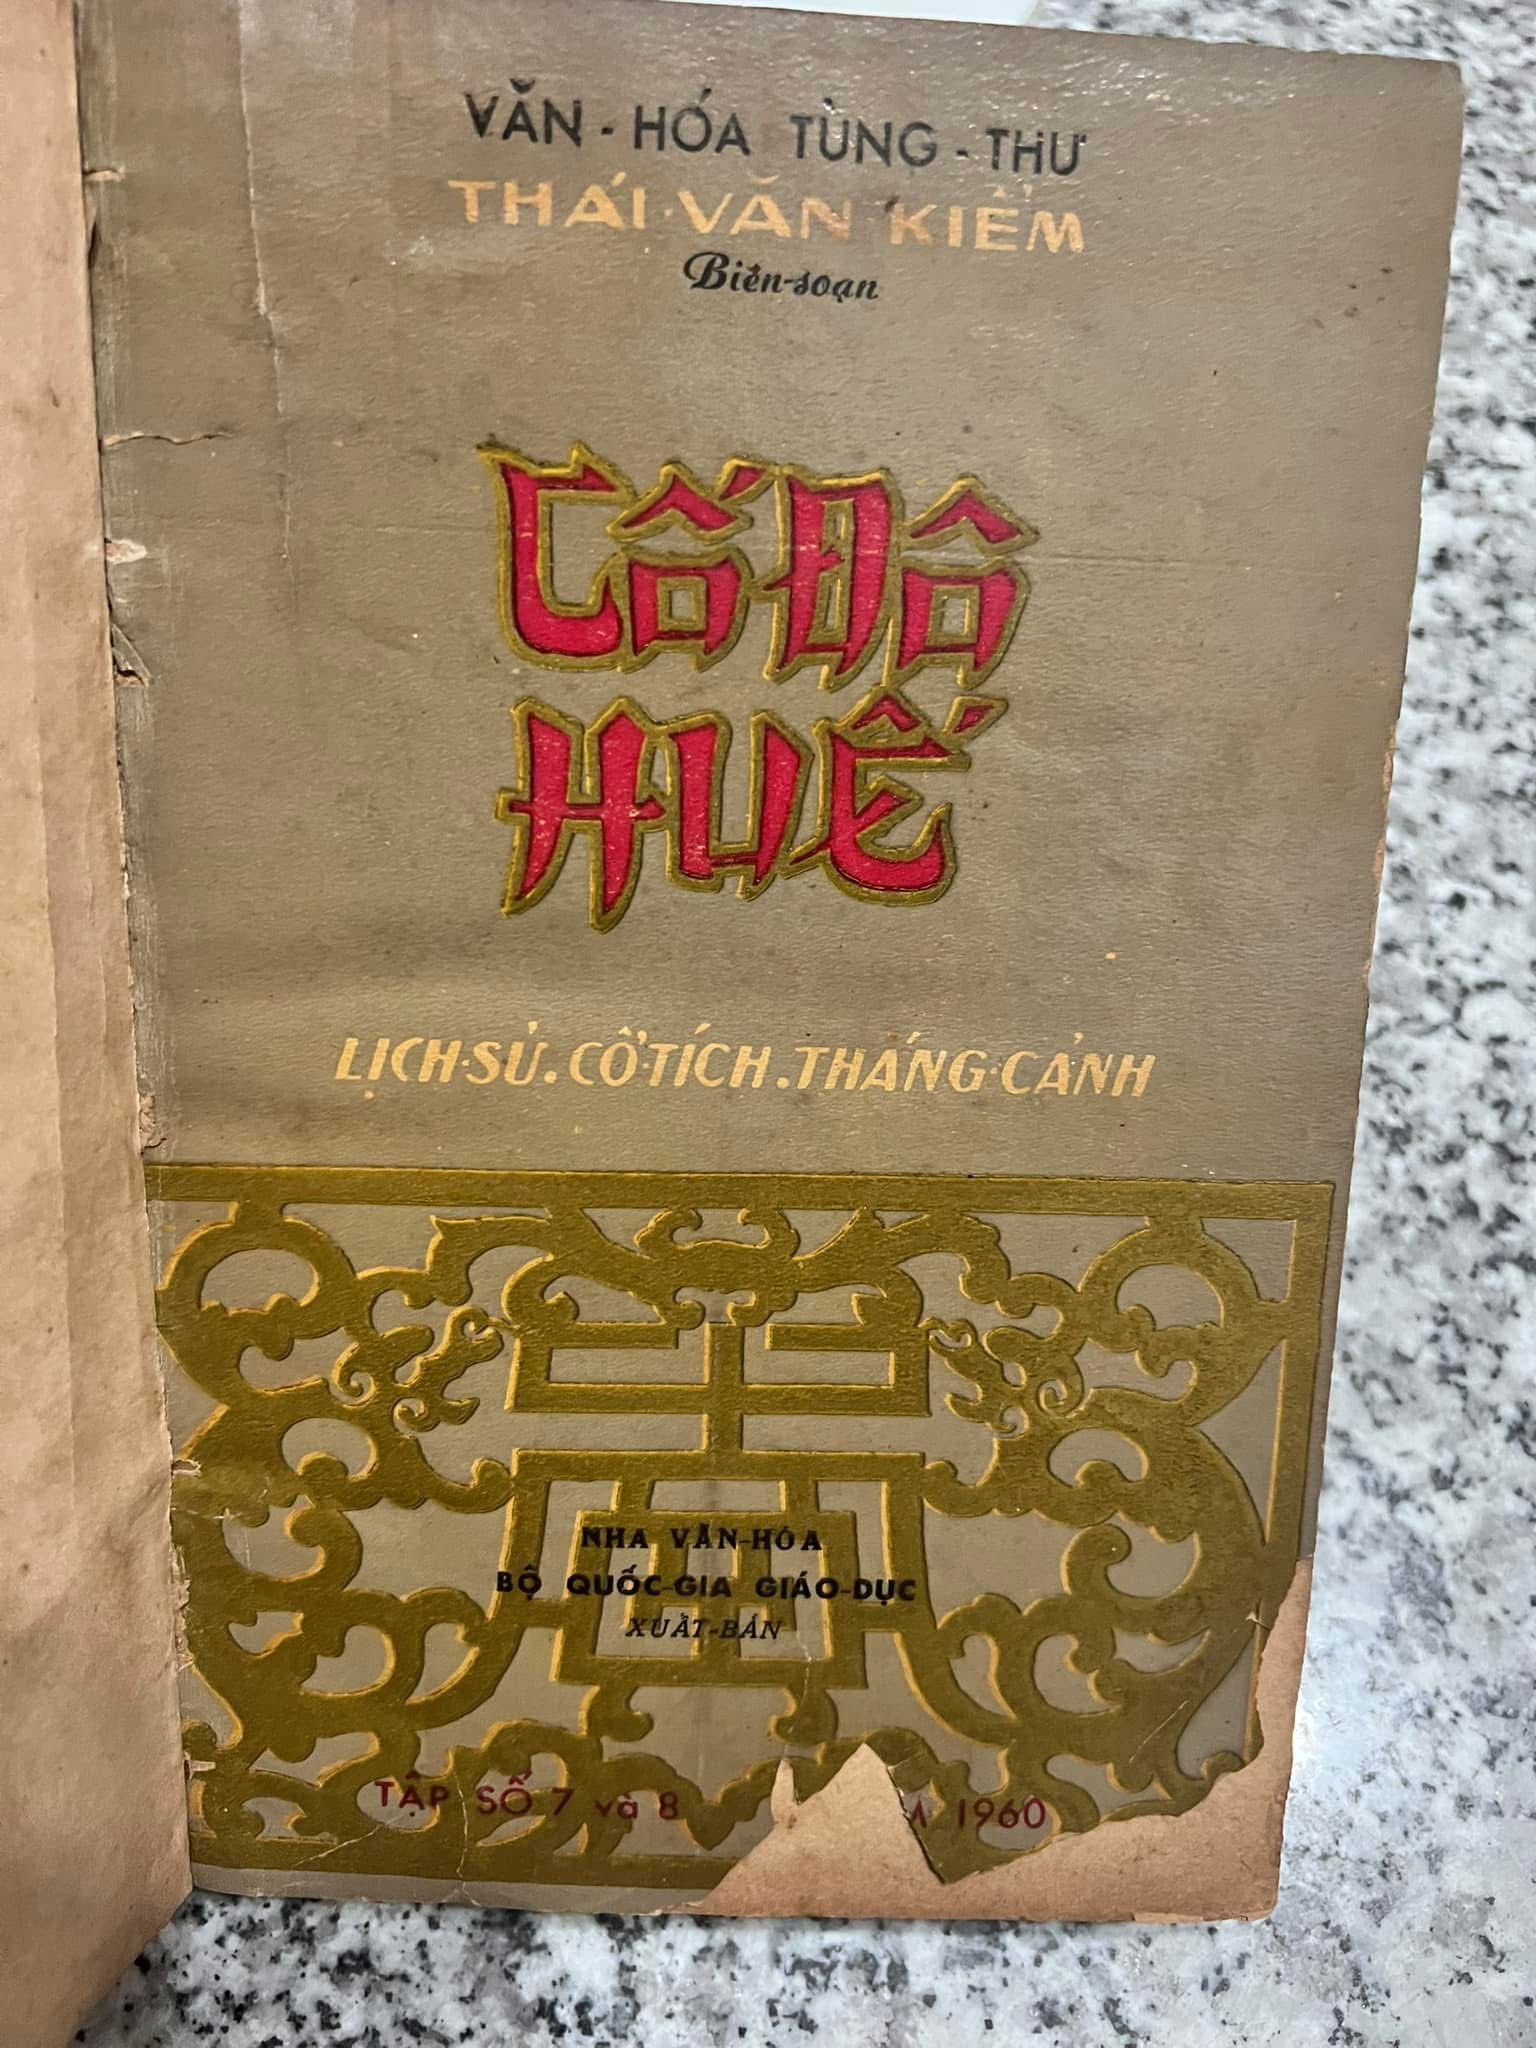 VĂN - HÓA TÙNG - THƯ
THÁI·VĂN·KIỂM
Biên-soạn
CỐ ĐÔ
HUẾ
LỊCH·SỬ. CỔ·TÍCH. THẮNG·CẢNH
NHA VĂN-HÓA
BỘ QUỐC-GIA GIÁO-DỤC
XUẤT-BẢN
TẬP SỐ 7 và 8 M 1960